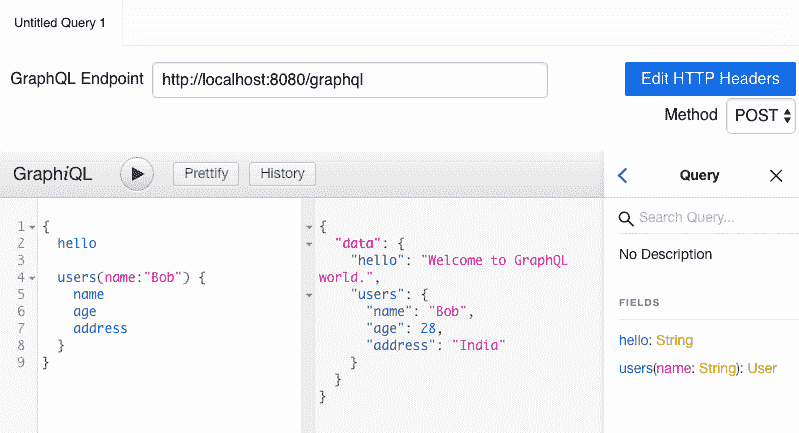 Untitled Query 1
GraphQL Endpoint http://localhost:8080/graphql Edit HTTP Headers
Method POST
GraphiQL Prettify History
Query
Search Query...
No Description
FIELDS
hello: String
users(name: String): User
1 {
2 hello
3
4 users(name:"Bob") {
5 name
6 age
7 address
8 }
9 }
{
"data": {
"hello": "Welcome to GraphQL
world.",
"users": {
"name": "Bob",
"age": 28,
"address": "India"
}
}
}